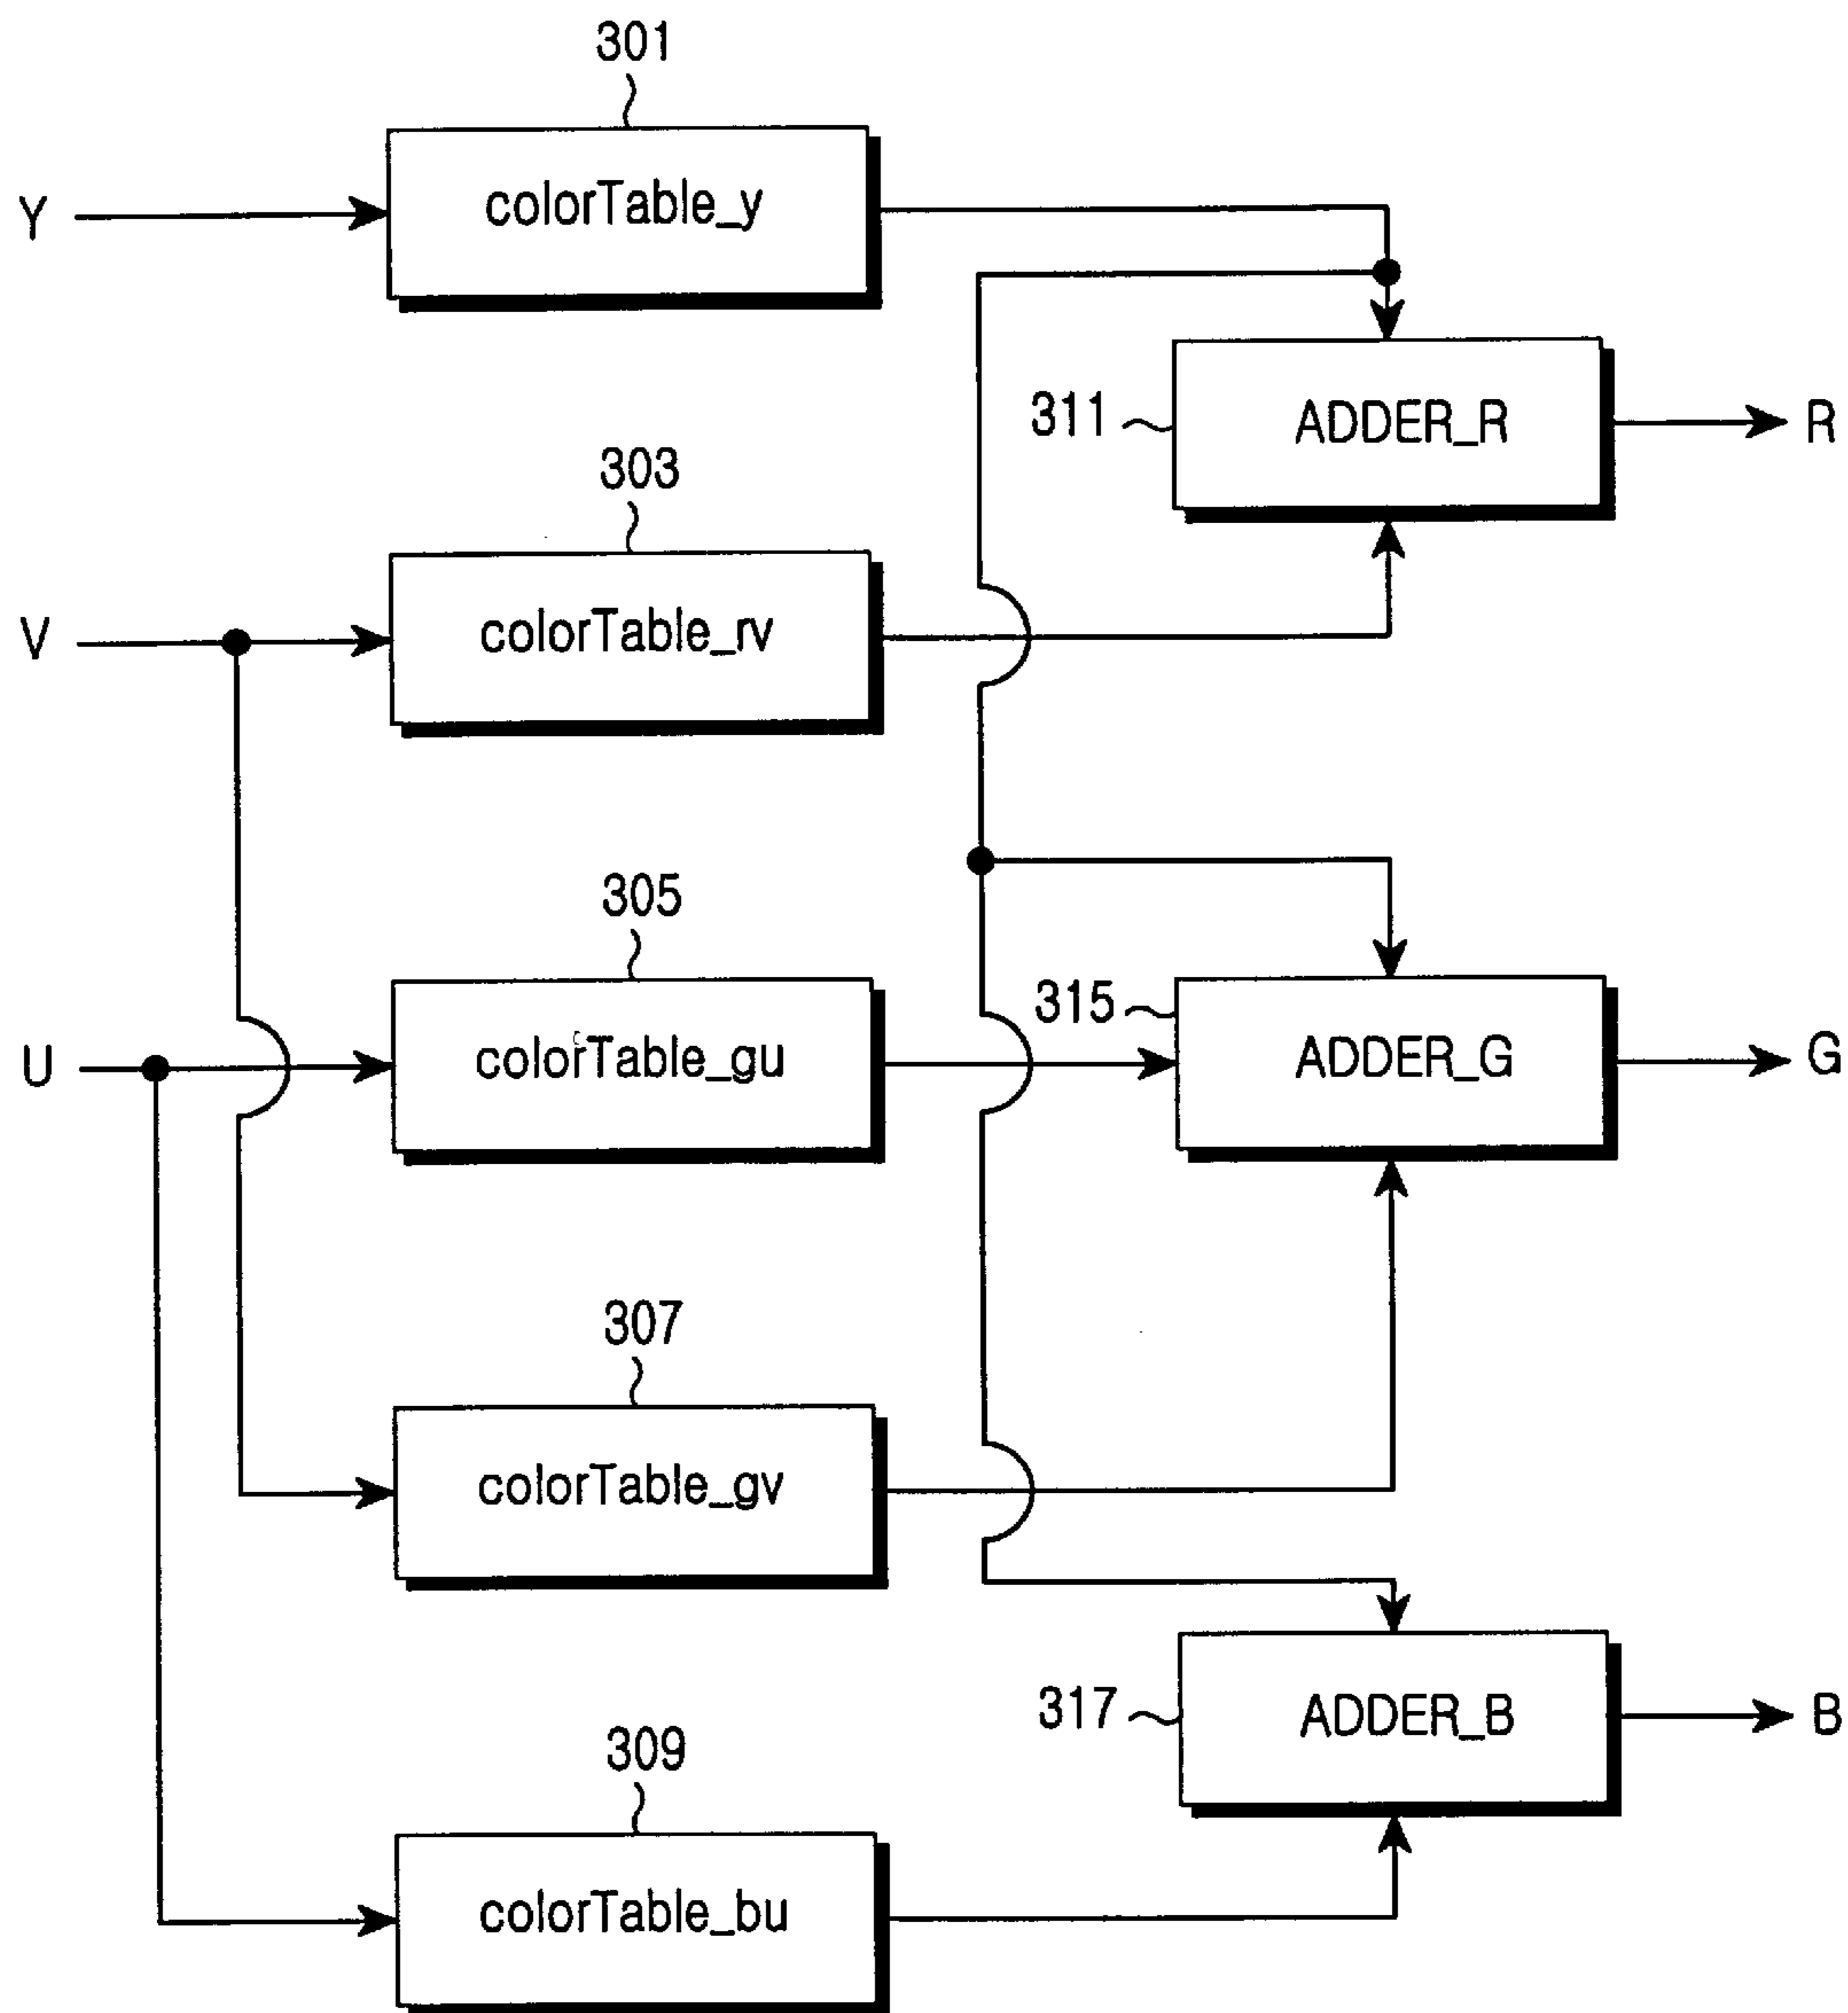 301
colorTable_y
Y
311
ADDER_R
R
303
colorTable_rv
V
305
colorTable_gu
U
315
ADDER_G
G
307
colorTable_gv
317
ADDER_B
B
309
colorTable_bu